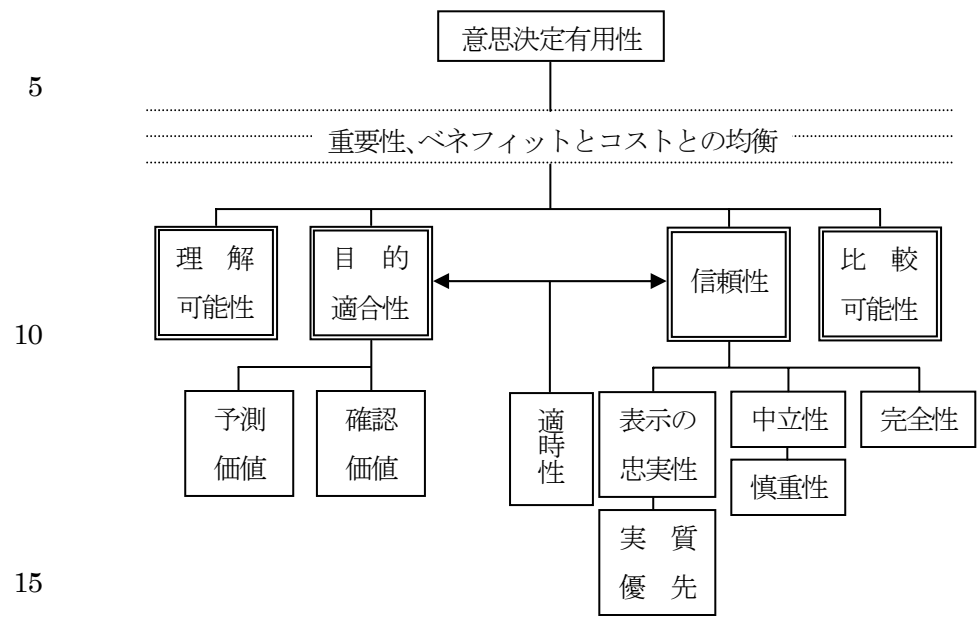 意思決定有用性
5
重要性、ベネフィットとコストとの均衡
理 解
可能性
目 的
適合性
信頼性
比 較
可能性
10
予測
価値
確認
価値
適時性
表示の
忠実性
中立性
完全性
慎重性
実 質
優 先
15